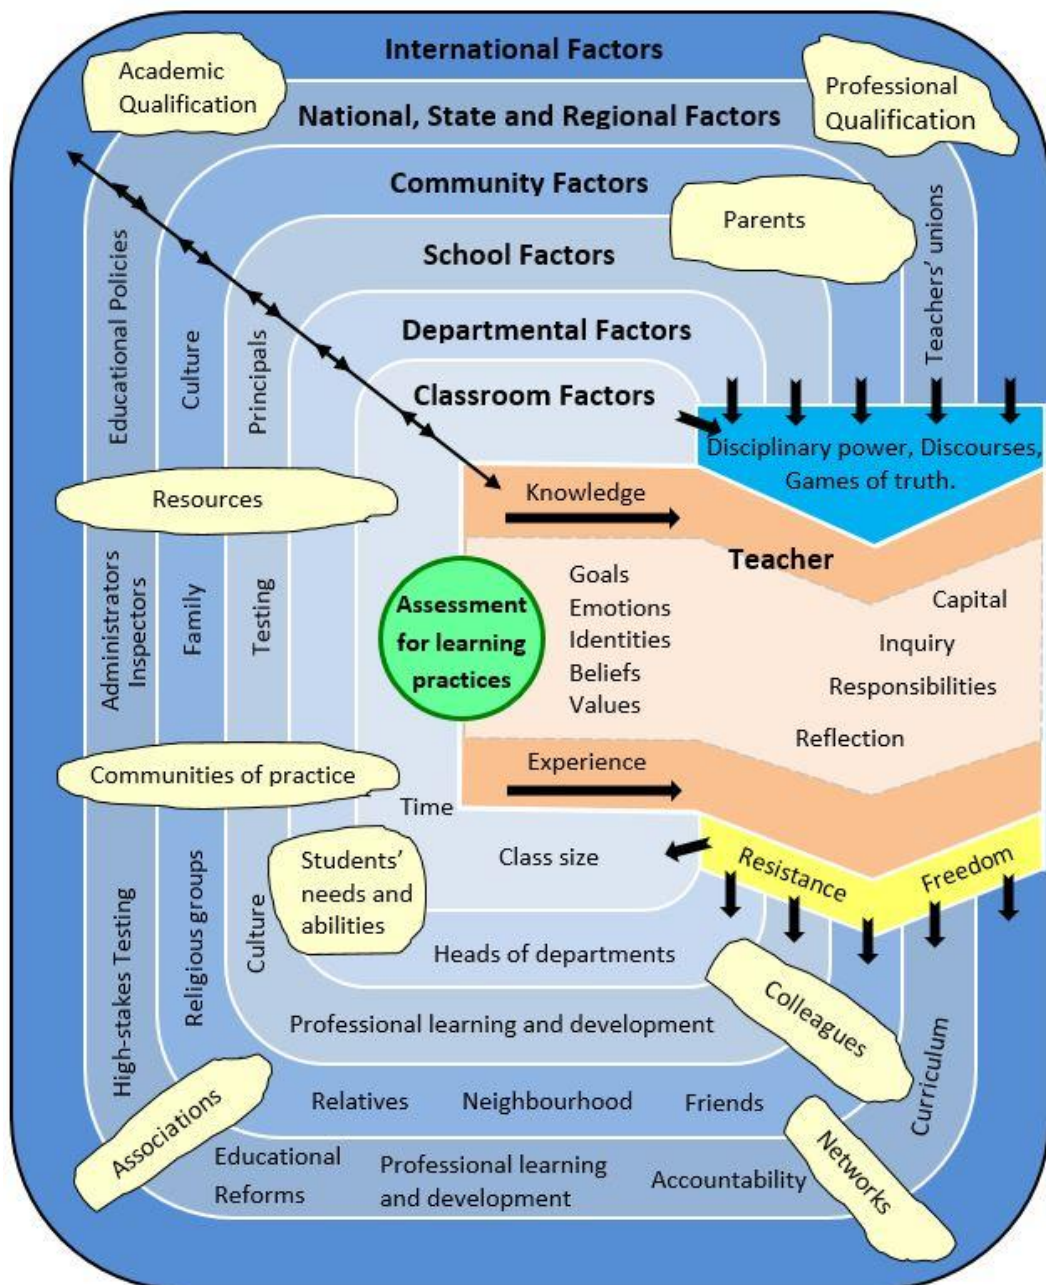 International Factors
Academic
Qualification
Professional
Qualification
National, State and Regional Factors
Community Factors
Parents
School Factors
Departmental Factors
Classroom Factors
Educational Policies
Culture
Principals
Teachers' unions
Disciplinary power, Discourses,
Games of truth.
Resources
Knowledge
Teacher
Administrators
Inspectors
Family
Testing
Assessment
for learning
practices
Goals
Emotions
Identities
Beliefs
Values
Capital
Inquiry
Responsibilities
Reflection
Communities of practice
Experience
Time
Class size
Resistance
Freedom
Students'
needs and
abilities
High-stakes Testing
Religious groups
Culture
Heads of departments
Colleagues
Professional learning and development
Curriculum
Relatives
Neighbourhood
Friends
Associations
Networks
Educational
Reforms
Professional learning
and development
Accountability